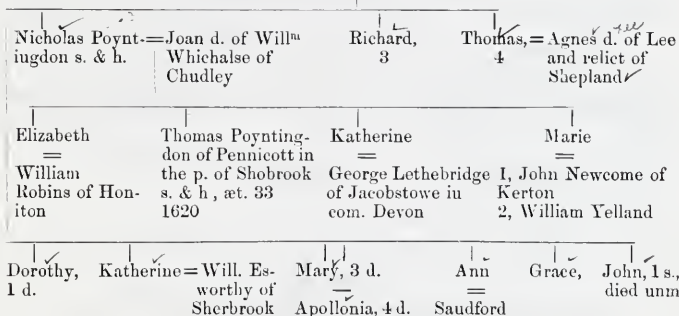 Nicholas Poynt-=Joan d. of Willm Richard, Thomas,= Agnes d. of Lee
iugdon s. & h. Whichalse of 3 4 and relict of
Chudley Shepland
Elizabeth Thomas Poynting- Katherine Marie
= don of Pennicott in = =
William the p. of Shobrook George Lethebridge 1, John Newcome of
Robins of Hon- s. & h , æt. 33 of Jacobstowe iu Kerton
iton 1620 com. Devon 2, William Yelland
Dorothy, Katherine=Will. Es- Mary, 3 d. Ann Grace, John, 1 s.,
1 d. worthy of = = died unm
Sherbrook Apollonia, 4 d. Saudford